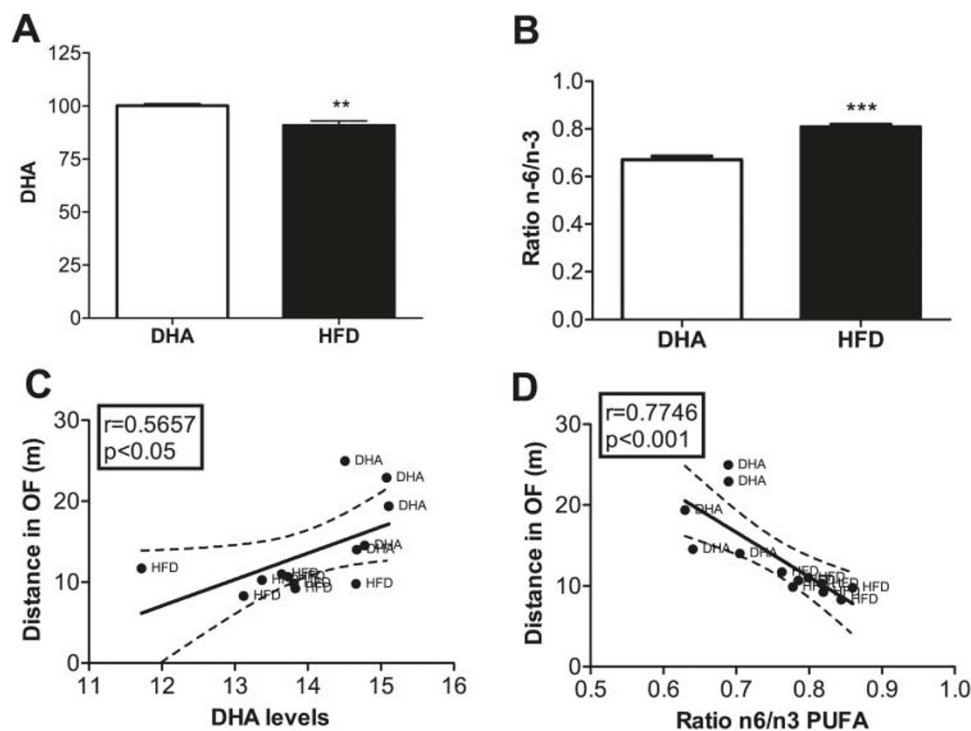 A
125
100
75
50
25
0
DHA
**
DHA
HFD
B
1.0
0.8
0.6
0.4
0.2
0.0
Ratio n-6/n-3
***
DHA
HFD
C
r=0.5657
p<0.05
30
20
10
0
Distance in OF (m)
DHA
DHA
DHA
DHA
DHA
HFD
HFD
HFD
HFD
HFD
HFD
11
12
13
14
15
16
DHA levels
D
r=0.7746
p<0.001
30
20
10
0
Distance in OF (m)
DHA
DHA
DHA
DHA
DHA
HFD
HFD
HFD
0.5
0.6
0.7
0.8
0.9
1.0
Ratio n6/n3 PUFA